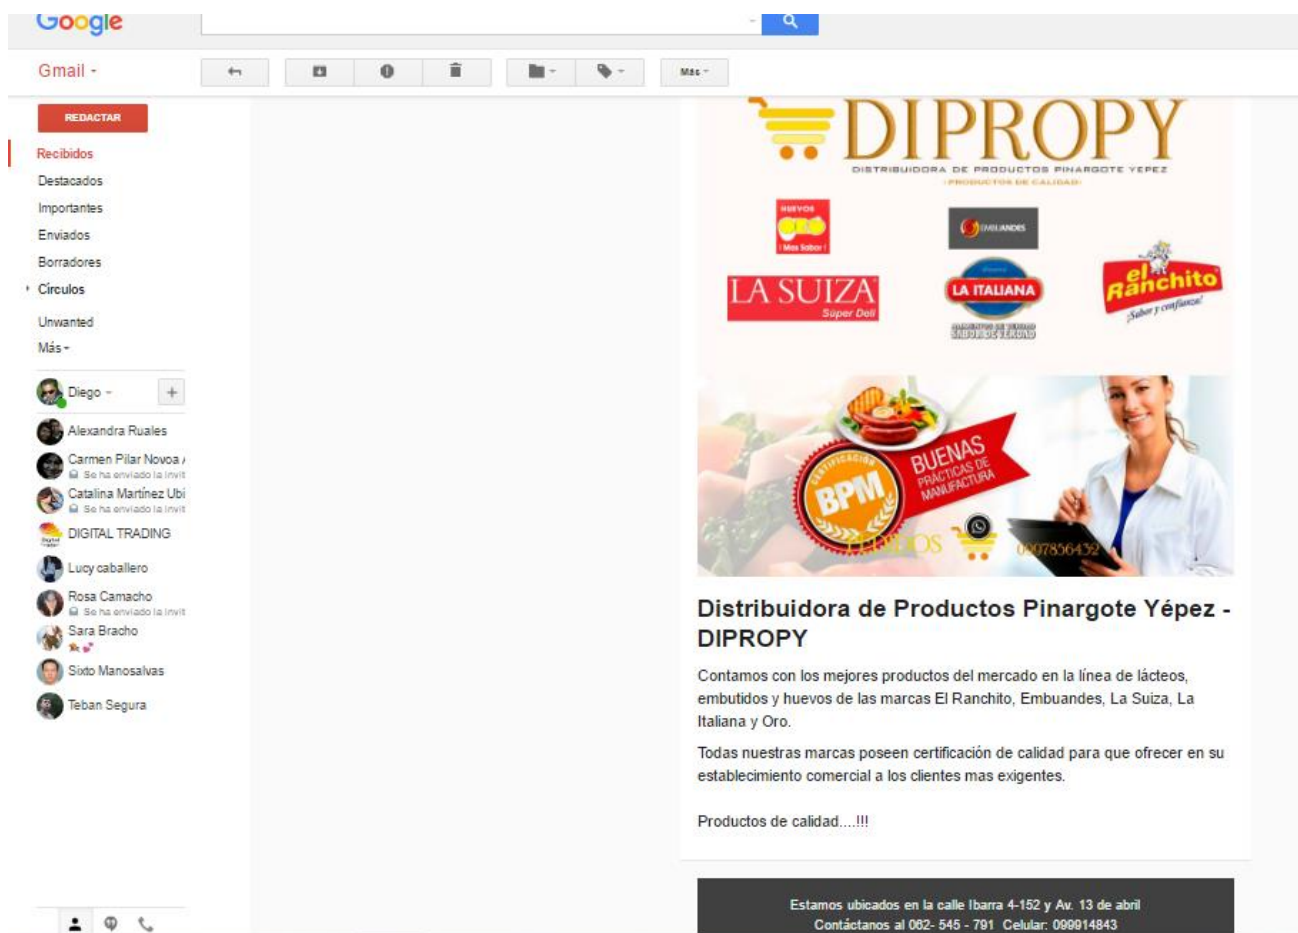 Google
Gmail
Más
REDACTAR
Recibidos
Destacados
Importantes
Enviados
Borradores
Círculos
Unwanted
Más
Diego
Alexandra Ruales
Carmen Pilar Novoa
Se ha enviado la invit
Catalina Martínez Ubi
Se ha enviado la invit
DIGITAL TRADING
Lucy caballero
Rosa Camacho
Se ha enviado la invit
Sara Bracho
Sixto Manosalvas
Teban Segura
DIPROPY
DISTRIBUIDORA DE PRODUCTOS PINARGOTE YEPEZ
-PRODUCTOS DE CALIDAD-
HUEVOS
ORO
! Mas Sabor !
EMBUANDES
LA SUIZA
Súper Deli
LA ITALIANA
el
Ranchito
¡Sabor y confianza!
CERTIFICACIÓN
BPM
BUENAS
PRÁCTICAS DE
MANUFACTURA
PEDIDOS
0997856432
Distribuidora de Productos Pinargote Yépez -
DIPROPY
Contamos con los mejores productos del mercado en la línea de lácteos,
embutidos y huevos de las marcas El Ranchito, Embuandes, La Suiza, La
Italiana y Oro.
Todas nuestras marcas poseen certificación de calidad para que ofrecer en su
establecimiento comercial a los clientes mas exigentes.
Productos de calidad....!!!
Estamos ubicados en la calle Ibarra 4-152 y Av. 13 de abril
Contáctanos al 062- 545 - 791 Celular: 099914843